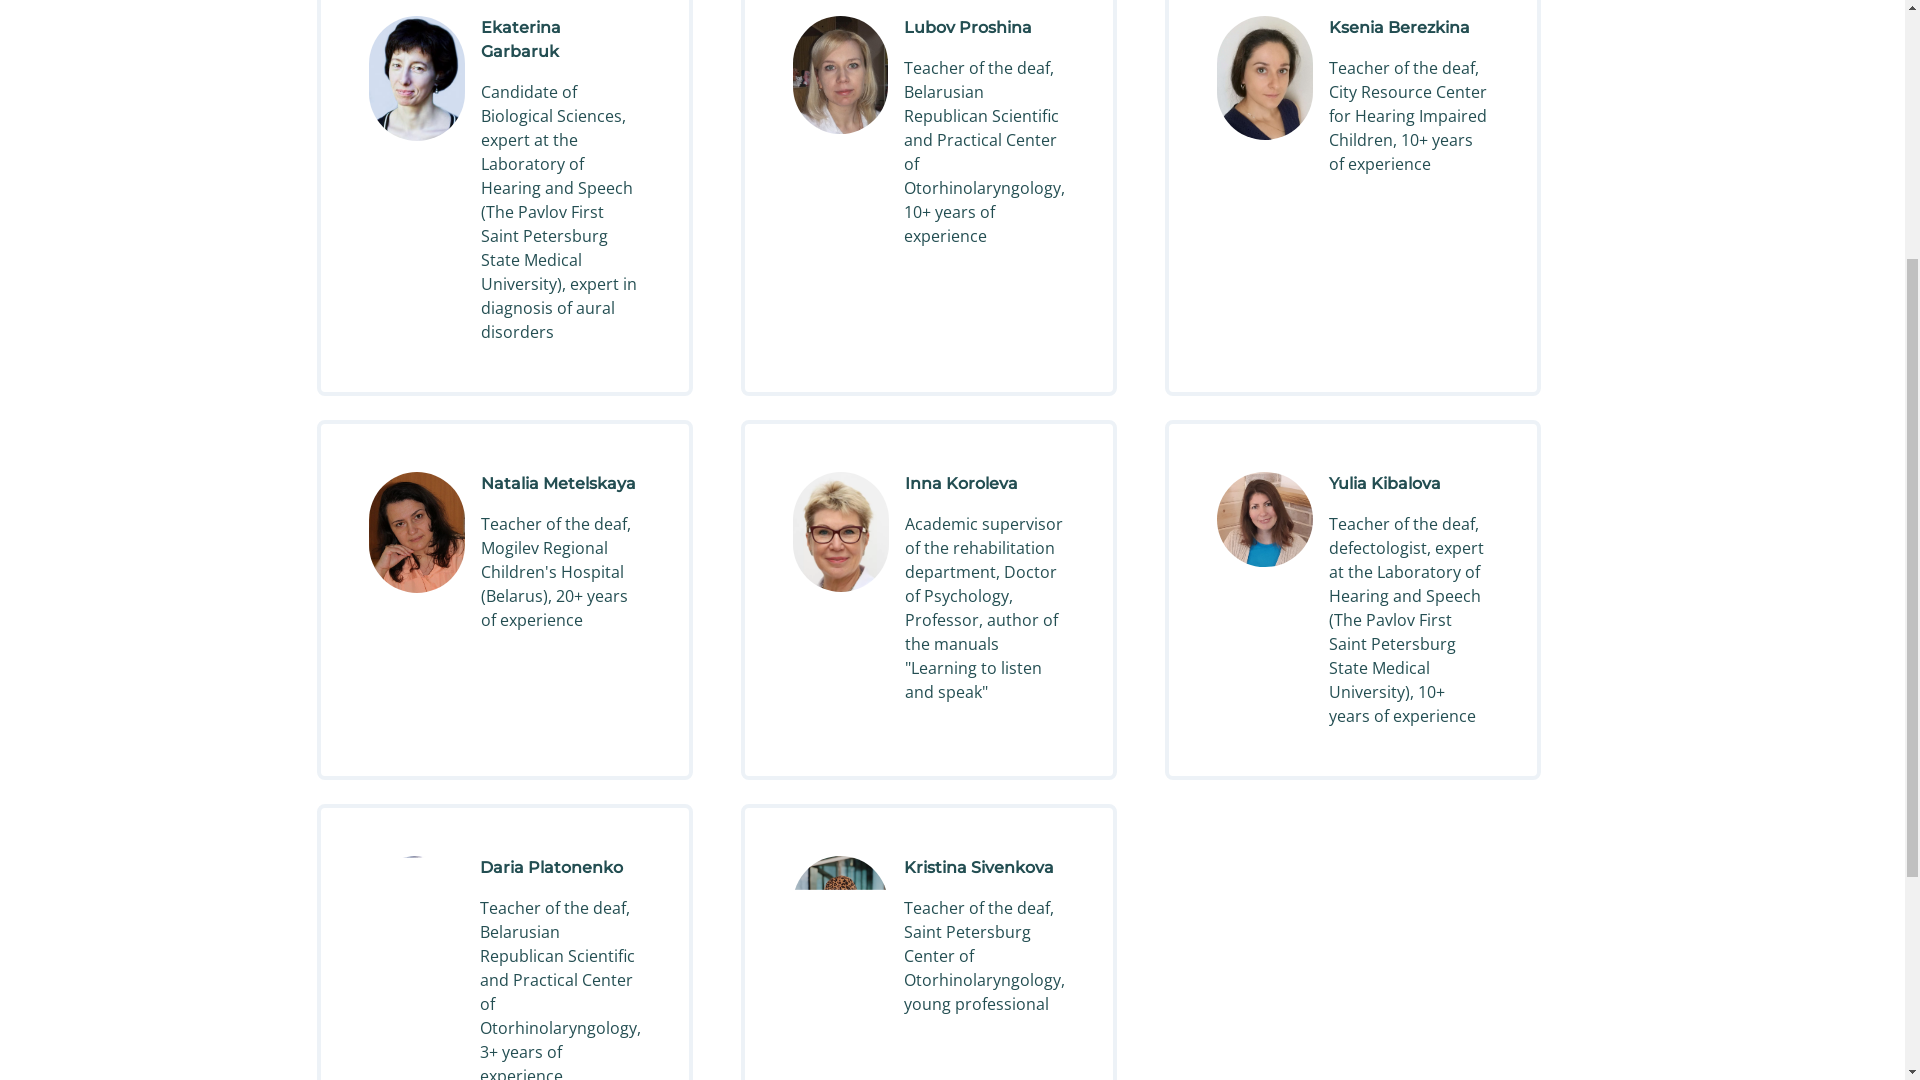 Ekaterina
Garbaruk
Candidate of
Biological Sciences,
expert at the
Laboratory of
Hearing and Speech
(The Pavlov First
Saint Petersburg
State Medical
University), expert in
diagnosis of aural
disorders
Lubov Proshina
Teacher of the deaf,
Belarusian
Republican Scientific
and Practical Center
of
Otorhinolaryngology,
10+ years of
experience
Ksenia Berezkina
Teacher of the deaf,
City Resource Center
for Hearing Impaired
Children, 10+ years
of experience
Natalia Metelskaya
Teacher of the deaf,
Mogilev Regional
Children's Hospital
(Belarus), 20+ years
of experience
Inna Koroleva
Academic supervisor
of the rehabilitation
department, Doctor
of Psychology,
Professor, author of
the manuals
"Learning to listen
and speak"
Yulia Kibalova
Teacher of the deaf,
defectologist, expert
at the Laboratory of
Hearing and Speech
(The Pavlov First
Saint Petersburg
State Medical
University), 10+
years of experience
Daria Platonenko
Teacher of the deaf,
Belarusian
Republican Scientific
and Practical Center
of
Otorhinolaryngology,
3+ years of
experience
Kristina Sivenkova
Teacher of the deaf,
Saint Petersburg
Center of
Otorhinolaryngology,
young professional